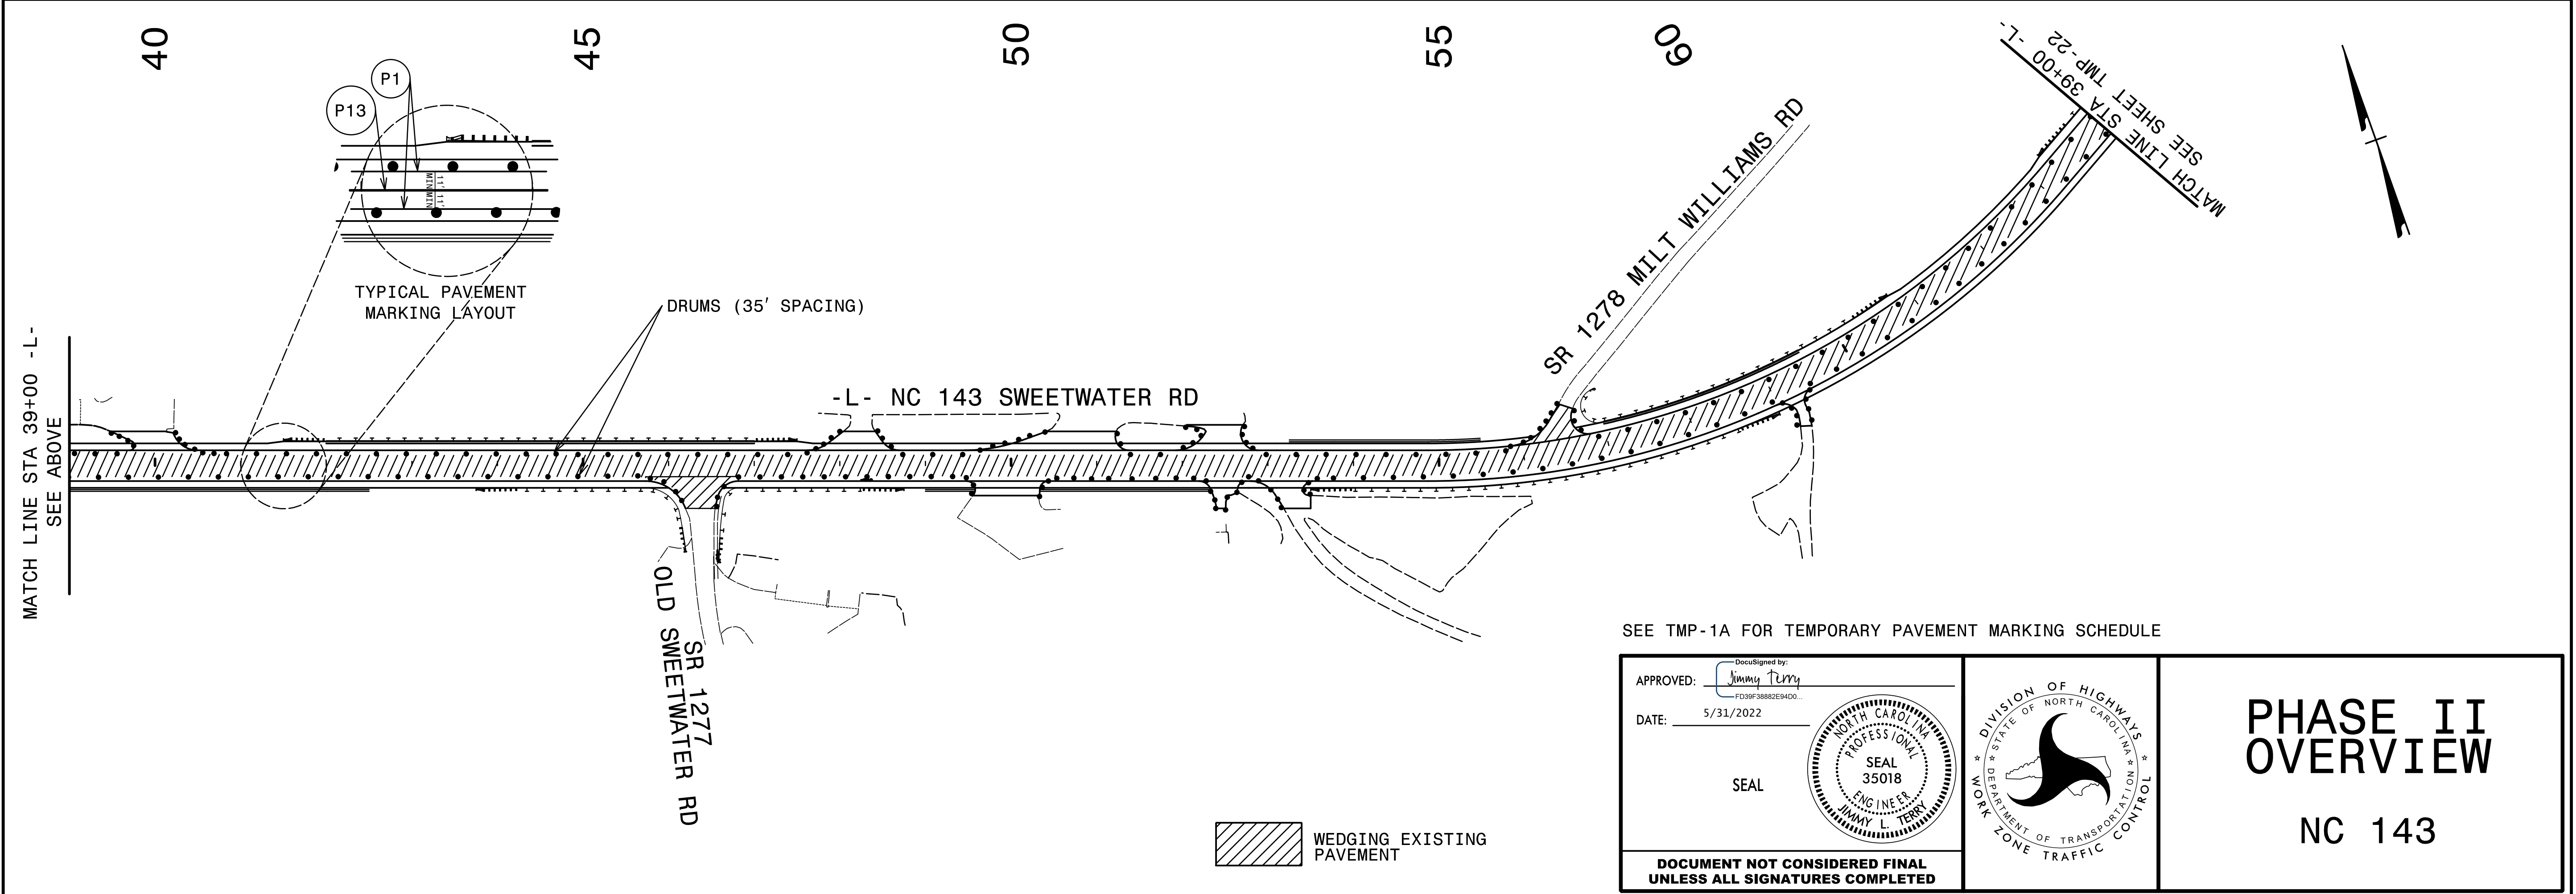 40
45
50
55
60
P1
P13
11' 11'
MIN MIN
TYPICAL PAVEMENT
MARKING LAYOUT
DRUMS (35' SPACING)
-L- NC 143 SWEETWATER RD
SR 1278 MILT WILLIAMS RD
MATCH LINE STA 39+00 -L-
SEE SHEET TMP-22
MATCH LINE STA 39+00 -L-
SEE ABOVE
SR 1277
OLD SWEETWATER RD
WEDGING EXISTING
PAVEMENT
SEE TMP-1A FOR TEMPORARY PAVEMENT MARKING SCHEDULE
DocuSigned by:
APPROVED: Jimmy Terry
FD39F38882E94D0...
DATE: 5/31/2022
SEAL
NORTH CAROLINA
PROFESSIONAL
SEAL
35018
ENGINEER
JIMMY L. TERRY
DOCUMENT NOT CONSIDERED FINAL
UNLESS ALL SIGNATURES COMPLETED
DIVISION OF HIGHWAYS
STATE OF NORTH CAROLINA
DEPARTMENT OF TRANSPORTATION
WORK ZONE TRAFFIC CONTROL
PHASE II
OVERVIEW
NC 143